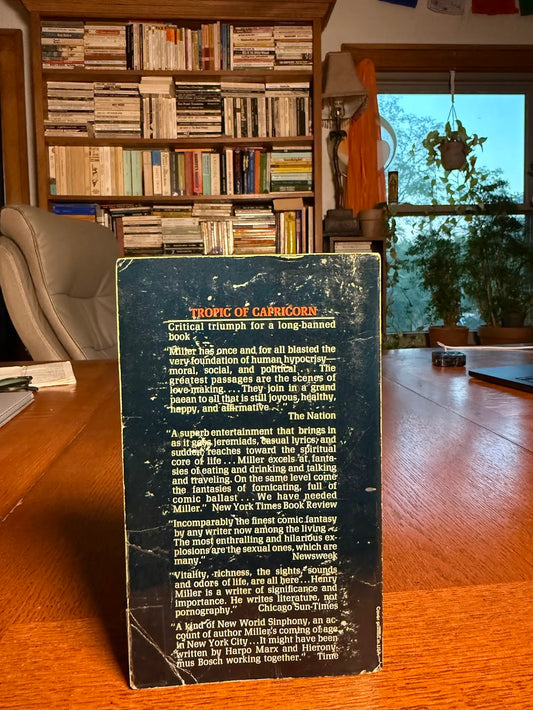 TROPIC OF CAPRICORN
Critical triumph for a long-banned
book
"Miller has once and for all blasted the
very foundation of human hypocrisy—
moral, social, and political . . . The
greatest passages are the scenes of
love-making. . . . They join in a grand
paean to all that is still joyous, healthy,
happy, and affirmative . . ."
The Nation
"A superb entertainment that brings in
as it goes jeremiads, casual lyrics, and
sudden reaches toward the spiritual
core of life . . . Miller excels at fanta-
sies of eating and drinking and talking
and traveling. On the same level come
the fantasies of fornicating, full of
comic ballast . . . We have needed
Miller." New York Times Book Review
"Incomparably the finest comic fantasy
by any writer now among the living . . .
The most enthralling and hilarious ex-
plosions are the sexual ones, which are
many." Newsweek
"Vitality, richness, the sights, sounds
and odors of life, are all here . . . Henry
Miller is a writer of significance and
importance. He writes literature, not
pornography." Chicago Sun-Times
"A kind of New World Sinphony, an ac-
count of author Miller's coming of age
in New York City . . . It might have been
written by Harpo Marx and Hierony-
mus Bosch working together." Time